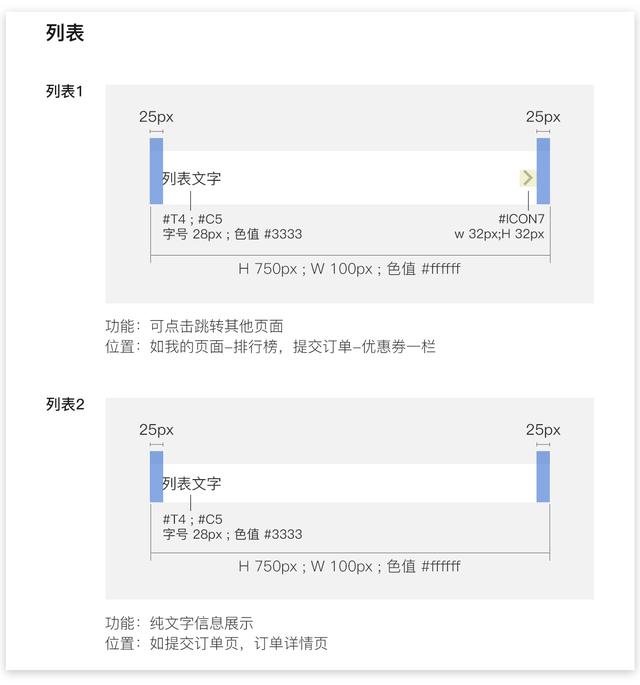 列表
列表1
25px 25px
列表文字
#T4 ; #C5 #ICON7
字号 28px ; 色值 #3333 w 32px;H 32px
H 750px ; W 100px ; 色值 #ffffff
功能：可点击跳转其他页面
位置：如我的页面-排行榜，提交订单-优惠券一栏
列表2
25px 25px
列表文字
#T4 ; #C5
字号 28px ; 色值 #3333
H 750px ; W 100px ; 色值 #ffffff
功能：纯文字信息展示
位置：如提交订单页，订单详情页